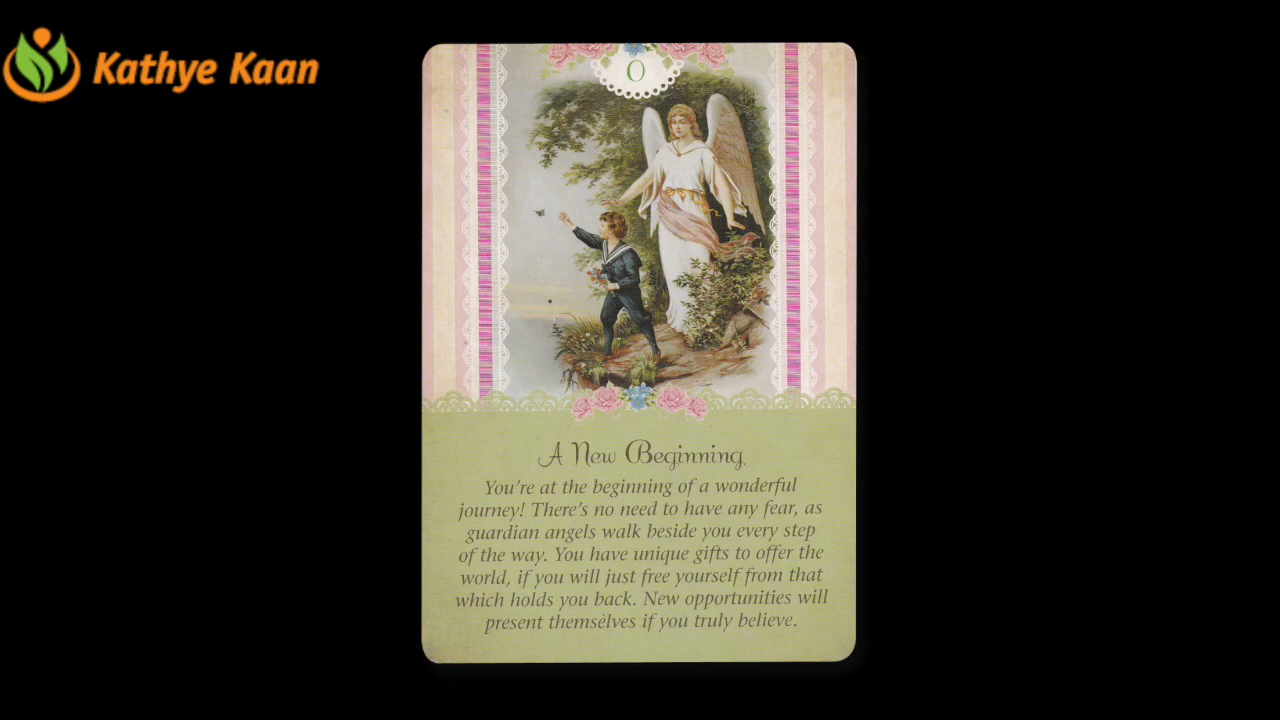 Kathye Kaan
0
A New Beginning
You're at the beginning of a wonderful
journey! There's no need to have any fear, as
guardian angels walk beside you every step
of the way. You have unique gifts to offer the
world, if you will just free yourself from that
which holds you back. New opportunities will
present themselves if you truly believe.